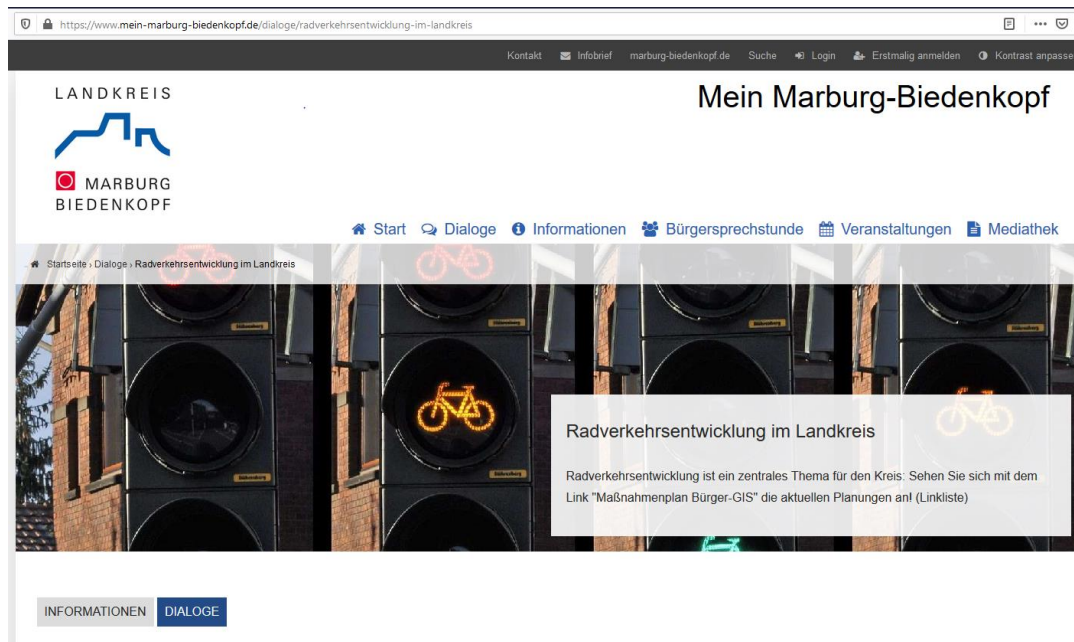 https://www.mein-marburg-biedenkopf.de/dialoge/radverkehrsentwicklung-im-landkreis
Kontakt Infobrief marburg-biedenkopf.de Suche Login Erstmalig anmelden Kontrast anpasse
LANDKREIS
MARBURG
BIEDENKOPF
Mein Marburg-Biedenkopf
Start Dialoge Informationen Bürgersprechstunde Veranstaltungen Mediathek
Startseite › Dialoge › Radverkehrsentwicklung im Landkreis
Radverkehrsentwicklung im Landkreis
Radverkehrsentwicklung ist ein zentrales Thema für den Kreis: Sehen Sie sich mit dem
Link "Maßnahmenplan Bürger-GIS" die aktuellen Planungen an! (Linkliste)
INFORMATIONEN DIALOGE